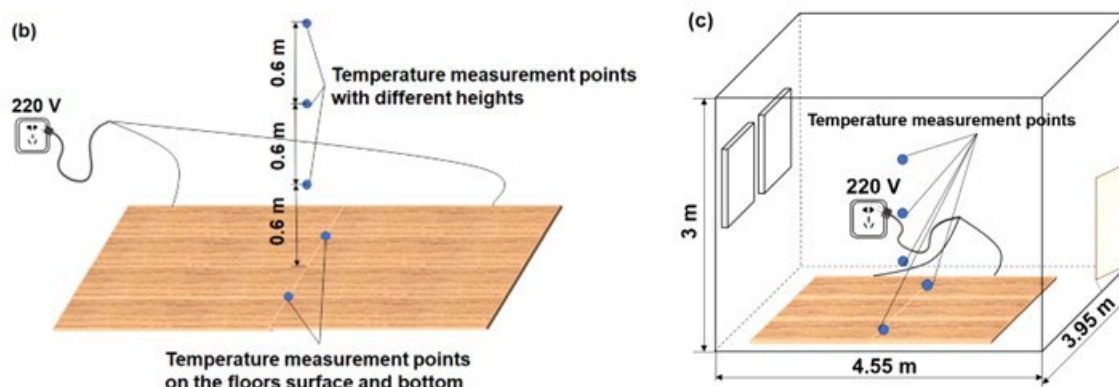 (b)
0.6 m
0.6 m
0.6 m
Temperature measurement points
with different heights
220 V
Temperature measurement points
on the floors surface and bottom
(c)
Temperature measurement points
220 V
3 m
4.55 m
3.95 m